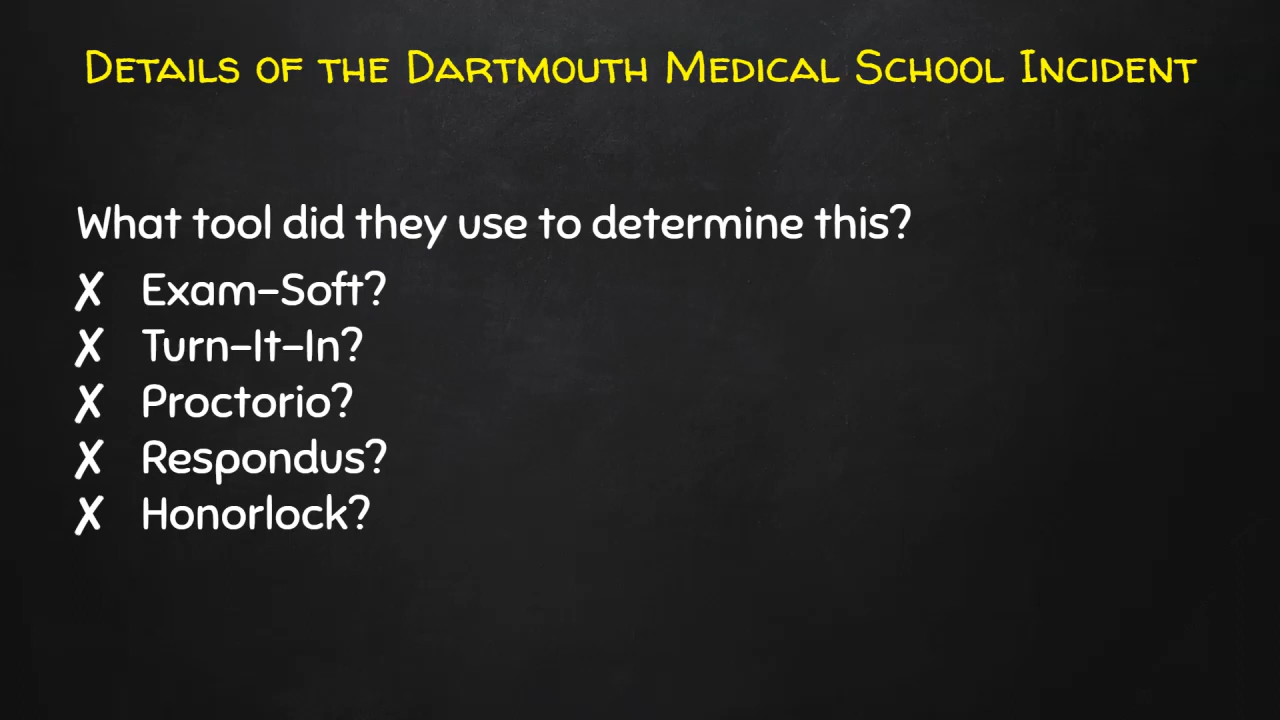 Details of the Dartmouth Medical School Incident
What tool did they use to determine this?
✗ Exam-Soft?
✗ Turn-It-In?
✗ Proctorio?
✗ Respondus?
✗ Honorlock?